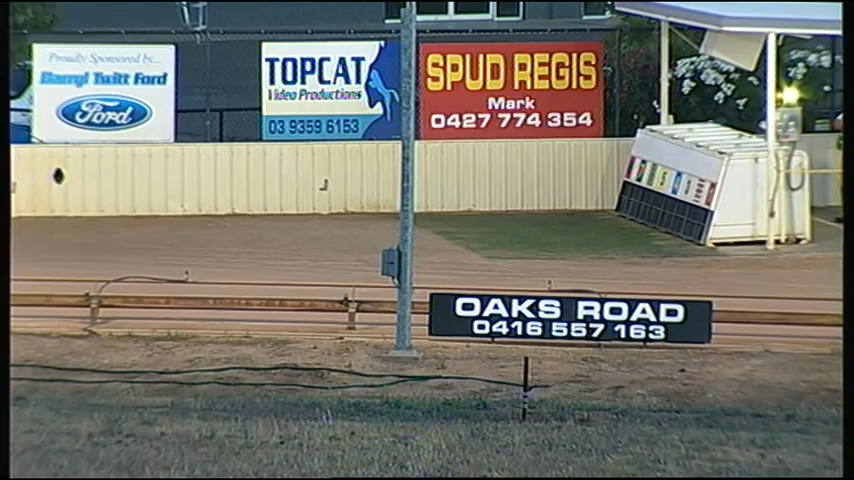 Proudly Sponsored by
Darryl Twitt Ford
Ford
TOPCAT
Video Productions
03 9359 6153
SPUD REGIS
Mark
0427 774 354
OAKS ROAD
0416 557 163